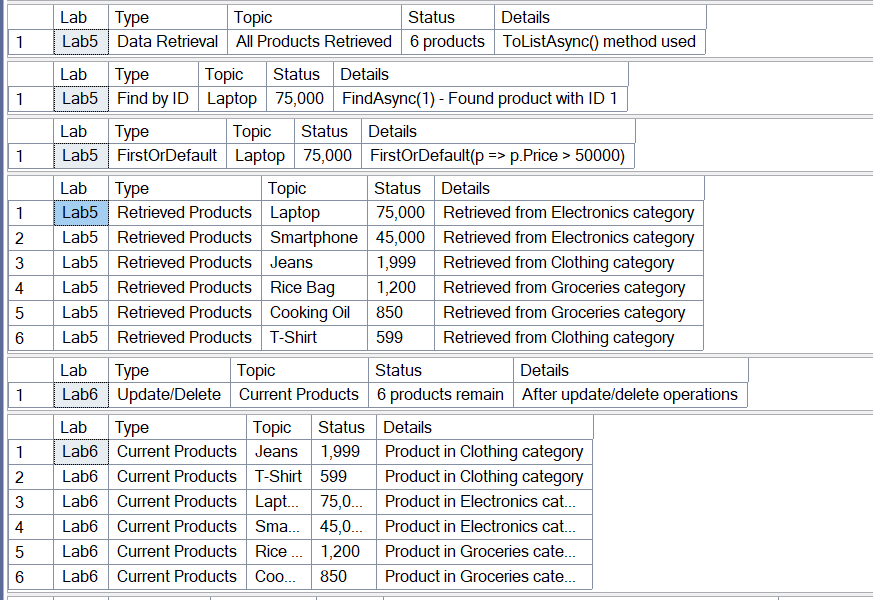 Lab Type Topic Status Details
1 Lab5 Data Retrieval All Products Retrieved 6 products ToListAsync() method used
Lab Type Topic Status Details
1 Lab5 Find by ID Laptop 75,000 FindAsync(1) - Found product with ID 1
Lab Type Topic Status Details
1 Lab5 FirstOrDefault Laptop 75,000 FirstOrDefault(p => p.Price > 50000)
Lab Type Topic Status Details
1 Lab5 Retrieved Products Laptop 75,000 Retrieved from Electronics category
2 Lab5 Retrieved Products Smartphone 45,000 Retrieved from Electronics category
3 Lab5 Retrieved Products Jeans 1,999 Retrieved from Clothing category
4 Lab5 Retrieved Products Rice Bag 1,200 Retrieved from Groceries category
5 Lab5 Retrieved Products Cooking Oil 850 Retrieved from Groceries category
6 Lab5 Retrieved Products T-Shirt 599 Retrieved from Clothing category
Lab Type Topic Status Details
1 Lab6 Update/Delete Current Products 6 products remain After update/delete operations
Lab Type Topic Status Details
1 Lab6 Current Products Jeans 1,999 Product in Clothing category
2 Lab6 Current Products T-Shirt 599 Product in Clothing category
3 Lab6 Current Products Lapt... 75,0... Product in Electronics cat...
4 Lab6 Current Products Sma... 45,0... Product in Electronics cat...
5 Lab6 Current Products Rice ... 1,200 Product in Groceries cate...
6 Lab6 Current Products Coo... 850 Product in Groceries cate...